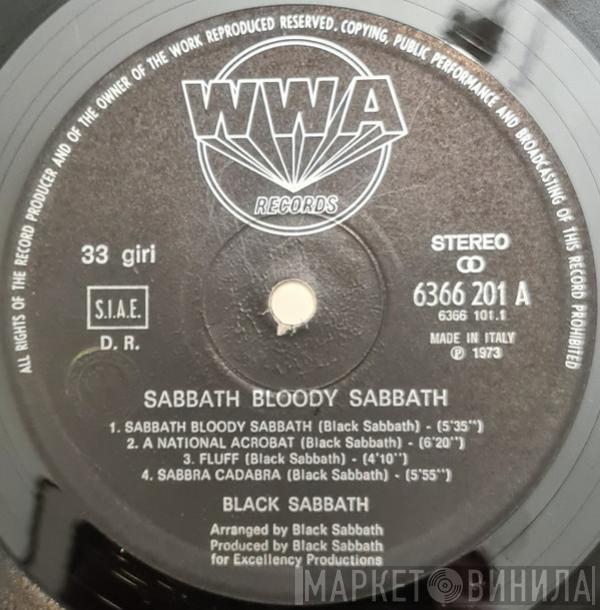 ALL RIGHTS OF THE RECORD PRODUCER AND OF THE OWNER OF THE WORK REPRODUCED RESERVED. COPYING, PUBLIC PERFORMANCE AND BROADCASTING OF THIS RECORD PROHIBITED
WWA
RECORDS
33 giri
STEREO
6366 201 A
6366 101.1
S.I.A.E.
D. R.
MADE IN ITALY
Ⓟ 1973
SABBATH BLOODY SABBATH
1. SABBATH BLOODY SABBATH (Black Sabbath) - (5'35'')
2. A NATIONAL ACROBAT (Black Sabbath) - (6'20'')
3. FLUFF (Black Sabbath) - (4'10'')
4. SABBRA CADABRA (Black Sabbath) - (5'55'')
BLACK SABBATH
Arranged by Black Sabbath
Produced by Black Sabbath
for Excellency Productions
МАРКЕТ ВИНИЛА